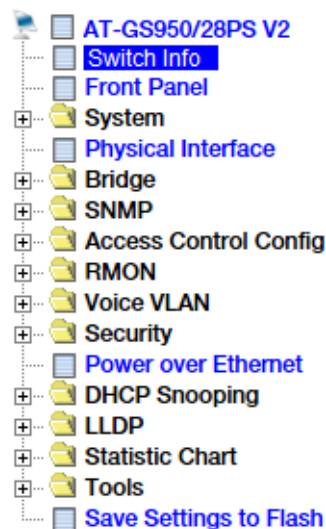 AT-GS950/28PS V2
Switch Info
Front Panel
System
Physical Interface
Bridge
SNMP
Access Control Config
RMON
Voice VLAN
Security
Power over Ethernet
DHCP Snooping
LLDP
Statistic Chart
Tools
Save Settings to Flash